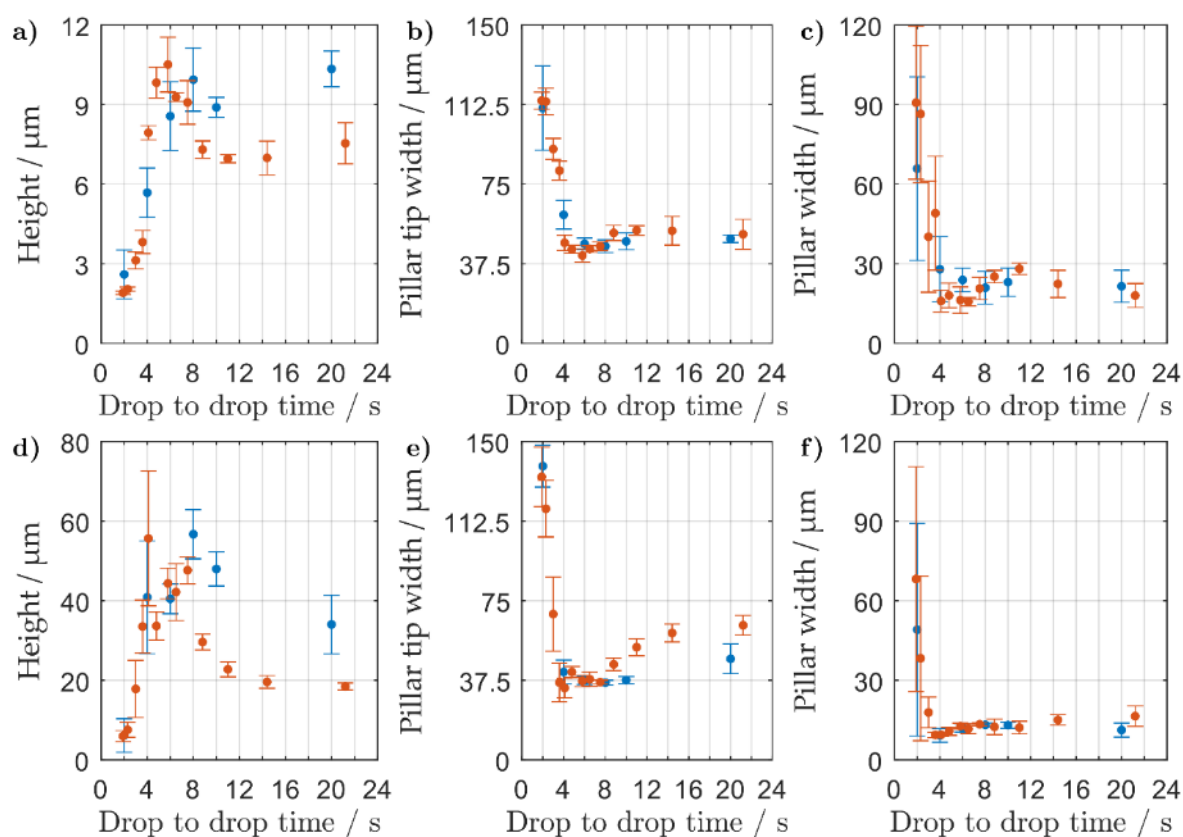 a)
Height / μm
12
9
6
3
0
0 4 8 12 16 20 24
Drop to drop time / s
b)
Pillar tip width / μm
150
112.5
75
37.5
0
0 4 8 12 16 20 24
Drop to drop time / s
c)
Pillar width / μm
120
90
60
30
0
0 4 8 12 16 20 24
Drop to drop time / s
d)
Height / μm
80
60
40
20
0
0 4 8 12 16 20 24
Drop to drop time / s
e)
Pillar tip width / μm
150
112.5
75
37.5
0
0 4 8 12 16 20 24
Drop to drop time / s
f)
Pillar width / μm
120
90
60
30
0
0 4 8 12 16 20 24
Drop to drop time / s